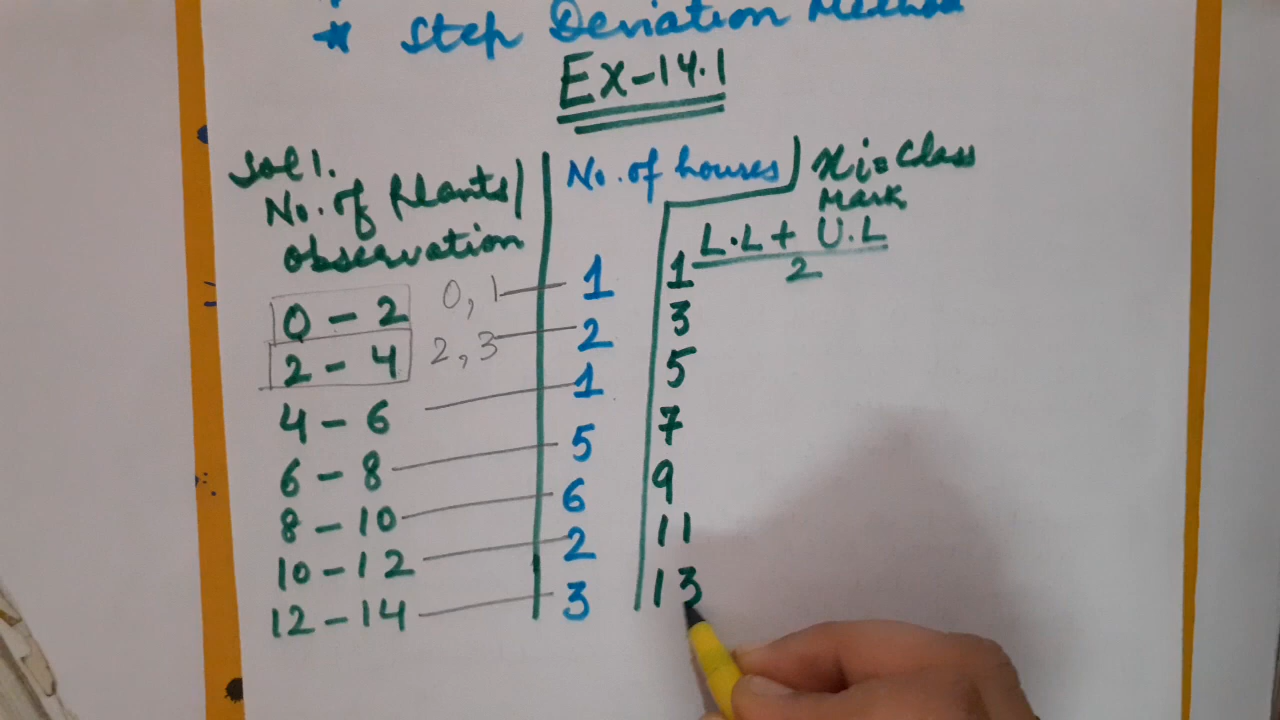 * Step Deviation Method
Ex-14.1
Sol 1.
No. of Plants/ observation
No. of houses
xi = Class Mark
L.L + U.L
2
0 - 2 0, 1 1 1
2 - 4 2, 3 2 3
4 - 6 1 5
6 - 8 5 7
8 - 10 6 9
10 - 12 2 11
12 - 14 3 13